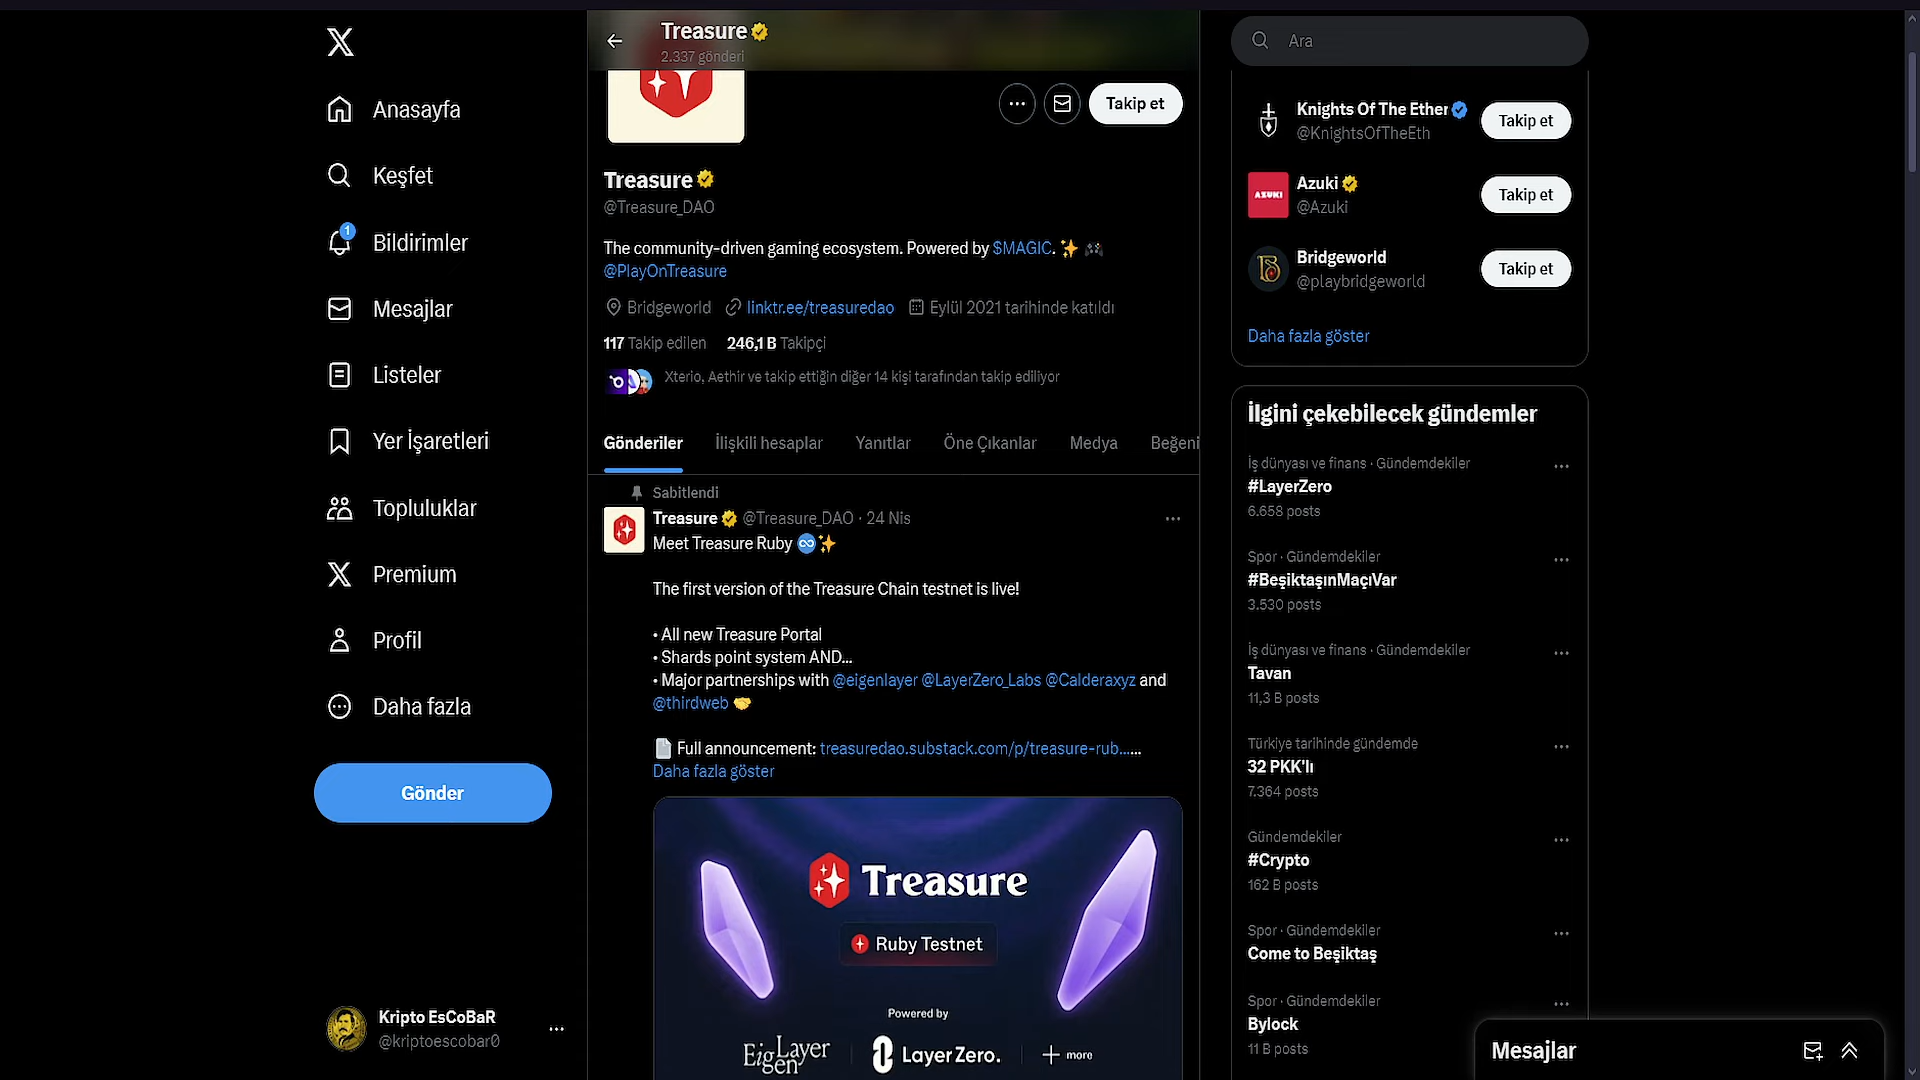 Anasayfa
Keşfet
1
Bildirimler
Mesajlar
Listeler
Yer İşaretleri
Topluluklar
Premium
Profil
Daha fazla
Gönder
Kripto EsCoBaR
@kriptoescobar0
Treasure
2.337 gönderi
Takip et
Treasure
@Treasure_DAO
The community-driven gaming ecosystem. Powered by $MAGIC. ✨ 🎮
@PlayOnTreasure
Bridgeworld linktr.ee/treasuredao Eylül 2021 tarihinde katıldı
117 Takip edilen 246,1 B Takipçi
Xterio, Aethir ve takip ettiğin diğer 14 kişi tarafından takip ediliyor
Gönderiler İlişkili hesaplar Yanıtlar Öne Çıkanlar Medya Beğeni
Sabitlendi
Treasure @Treasure_DAO · 24 Nis
Meet Treasure Ruby ♾️✨
The first version of the Treasure Chain testnet is live!
• All new Treasure Portal
• Shards point system AND...
• Major partnerships with @eigenlayer @LayerZero_Labs @Calderaxyz and
@thirdweb 🤝
📄 Full announcement: treasuredao.substack.com/p/treasure-rub......
Daha fazla göster
Treasure
Ruby Testnet
Powered by
EigenLayer
LayerZero.
+ more
Ara
Knights Of The Ether
@KnightsOfTheEth
Takip et
AZUKI
Azuki
@Azuki
Takip et
Bridgeworld
@playbridgeworld
Takip et
Daha fazla göster
İlgini çekebilecek gündemler
İş dünyası ve finans · Gündemdekiler
#LayerZero
6.658 posts
Spor · Gündemdekiler
#BeşiktaşınMaçıVar
3.530 posts
İş dünyası ve finans · Gündemdekiler
Tavan
11,3 B posts
Türkiye tarihinde gündemde
32 PKK'lı
7.364 posts
Gündemdekiler
#Crypto
162 B posts
Spor · Gündemdekiler
Come to Beşiktaş
Spor · Gündemdekiler
Bylock
11 B posts
Mesajlar